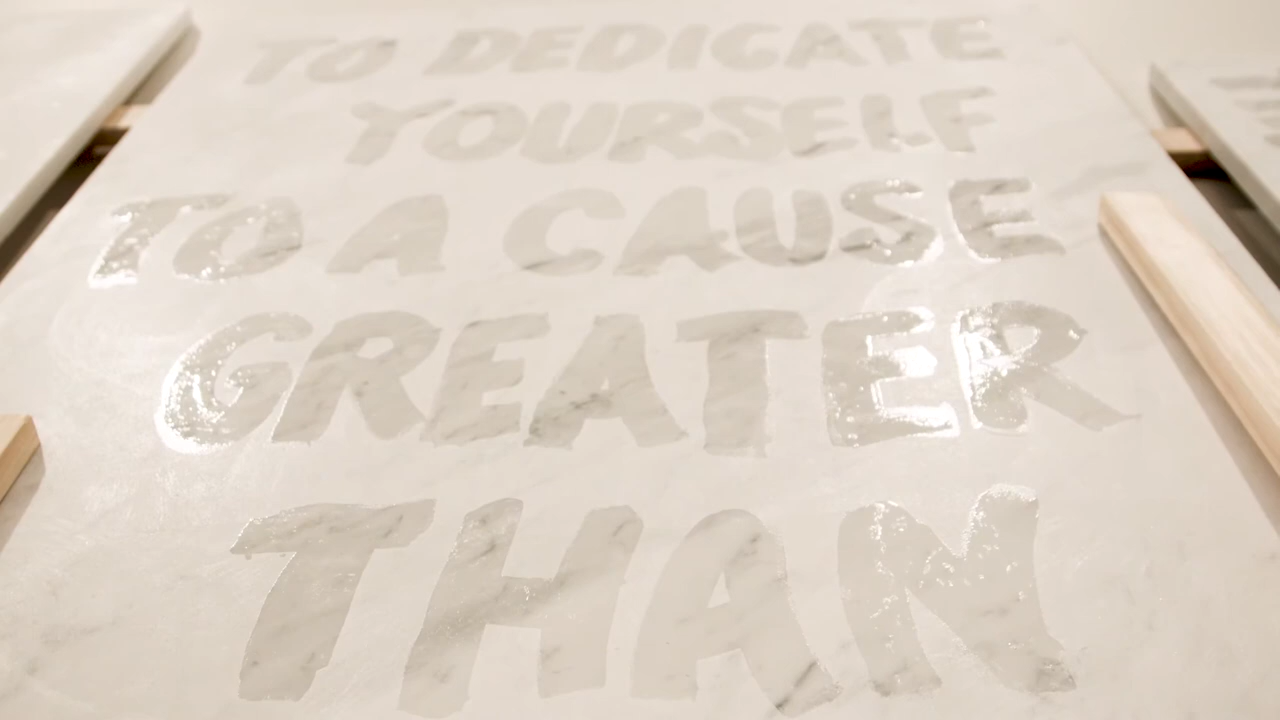 TO DEDICATE
YOURSELF
TO A CAUSE
GREATER
THAN